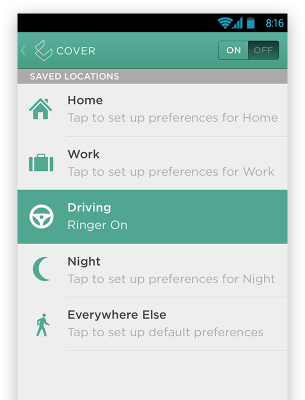 8:16
COVER
ON OFF
SAVED LOCATIONS
Home
Tap to set up preferences for Home
Work
Tap to set up preferences for Work
Driving
Ringer On
Night
Tap to set up preferences for Night
Everywhere Else
Tap to set up default preferences